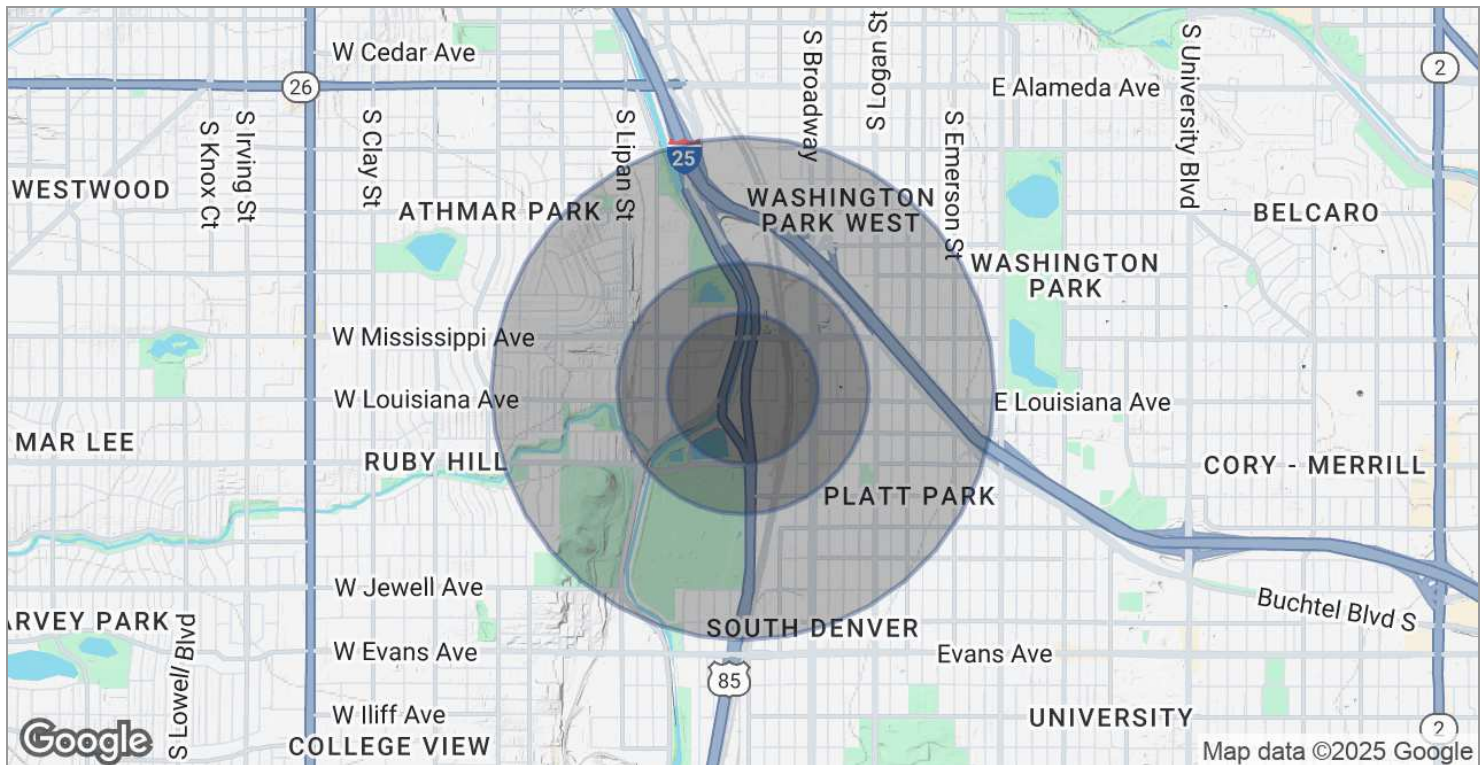 W Cedar Ave
26
S Knox Ct
S Irving St
S Clay St
S Lipan St
S Broadway
S Logan St
E Alameda Ave
S Emerson St
S University Blvd
2
25
WESTWOOD
ATHMAR PARK
WASHINGTON
PARK WEST
BELCARO
WASHINGTON
PARK
W Mississippi Ave
W Louisiana Ave
E Louisiana Ave
MAR LEE
RUBY HILL
CORY - MERRILL
PLATT PARK
W Jewell Ave
Buchtel Blvd S
ARVEY PARK
S Lowell Blvd
SOUTH DENVER
W Evans Ave
Evans Ave
85
W Iliff Ave
UNIVERSITY
2
Google
COLLEGE VIEW
Map data ©2025 Google